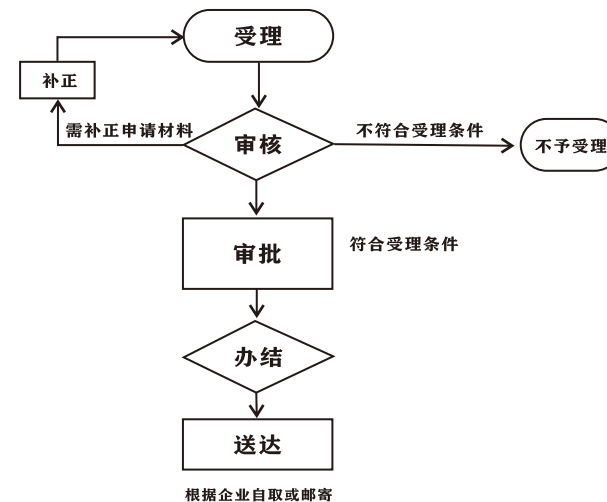 受理
补正
需补正申请材料
审核
不符合受理条件
不予受理
审批
符合受理条件
办结
送达
根据企业自取或邮寄